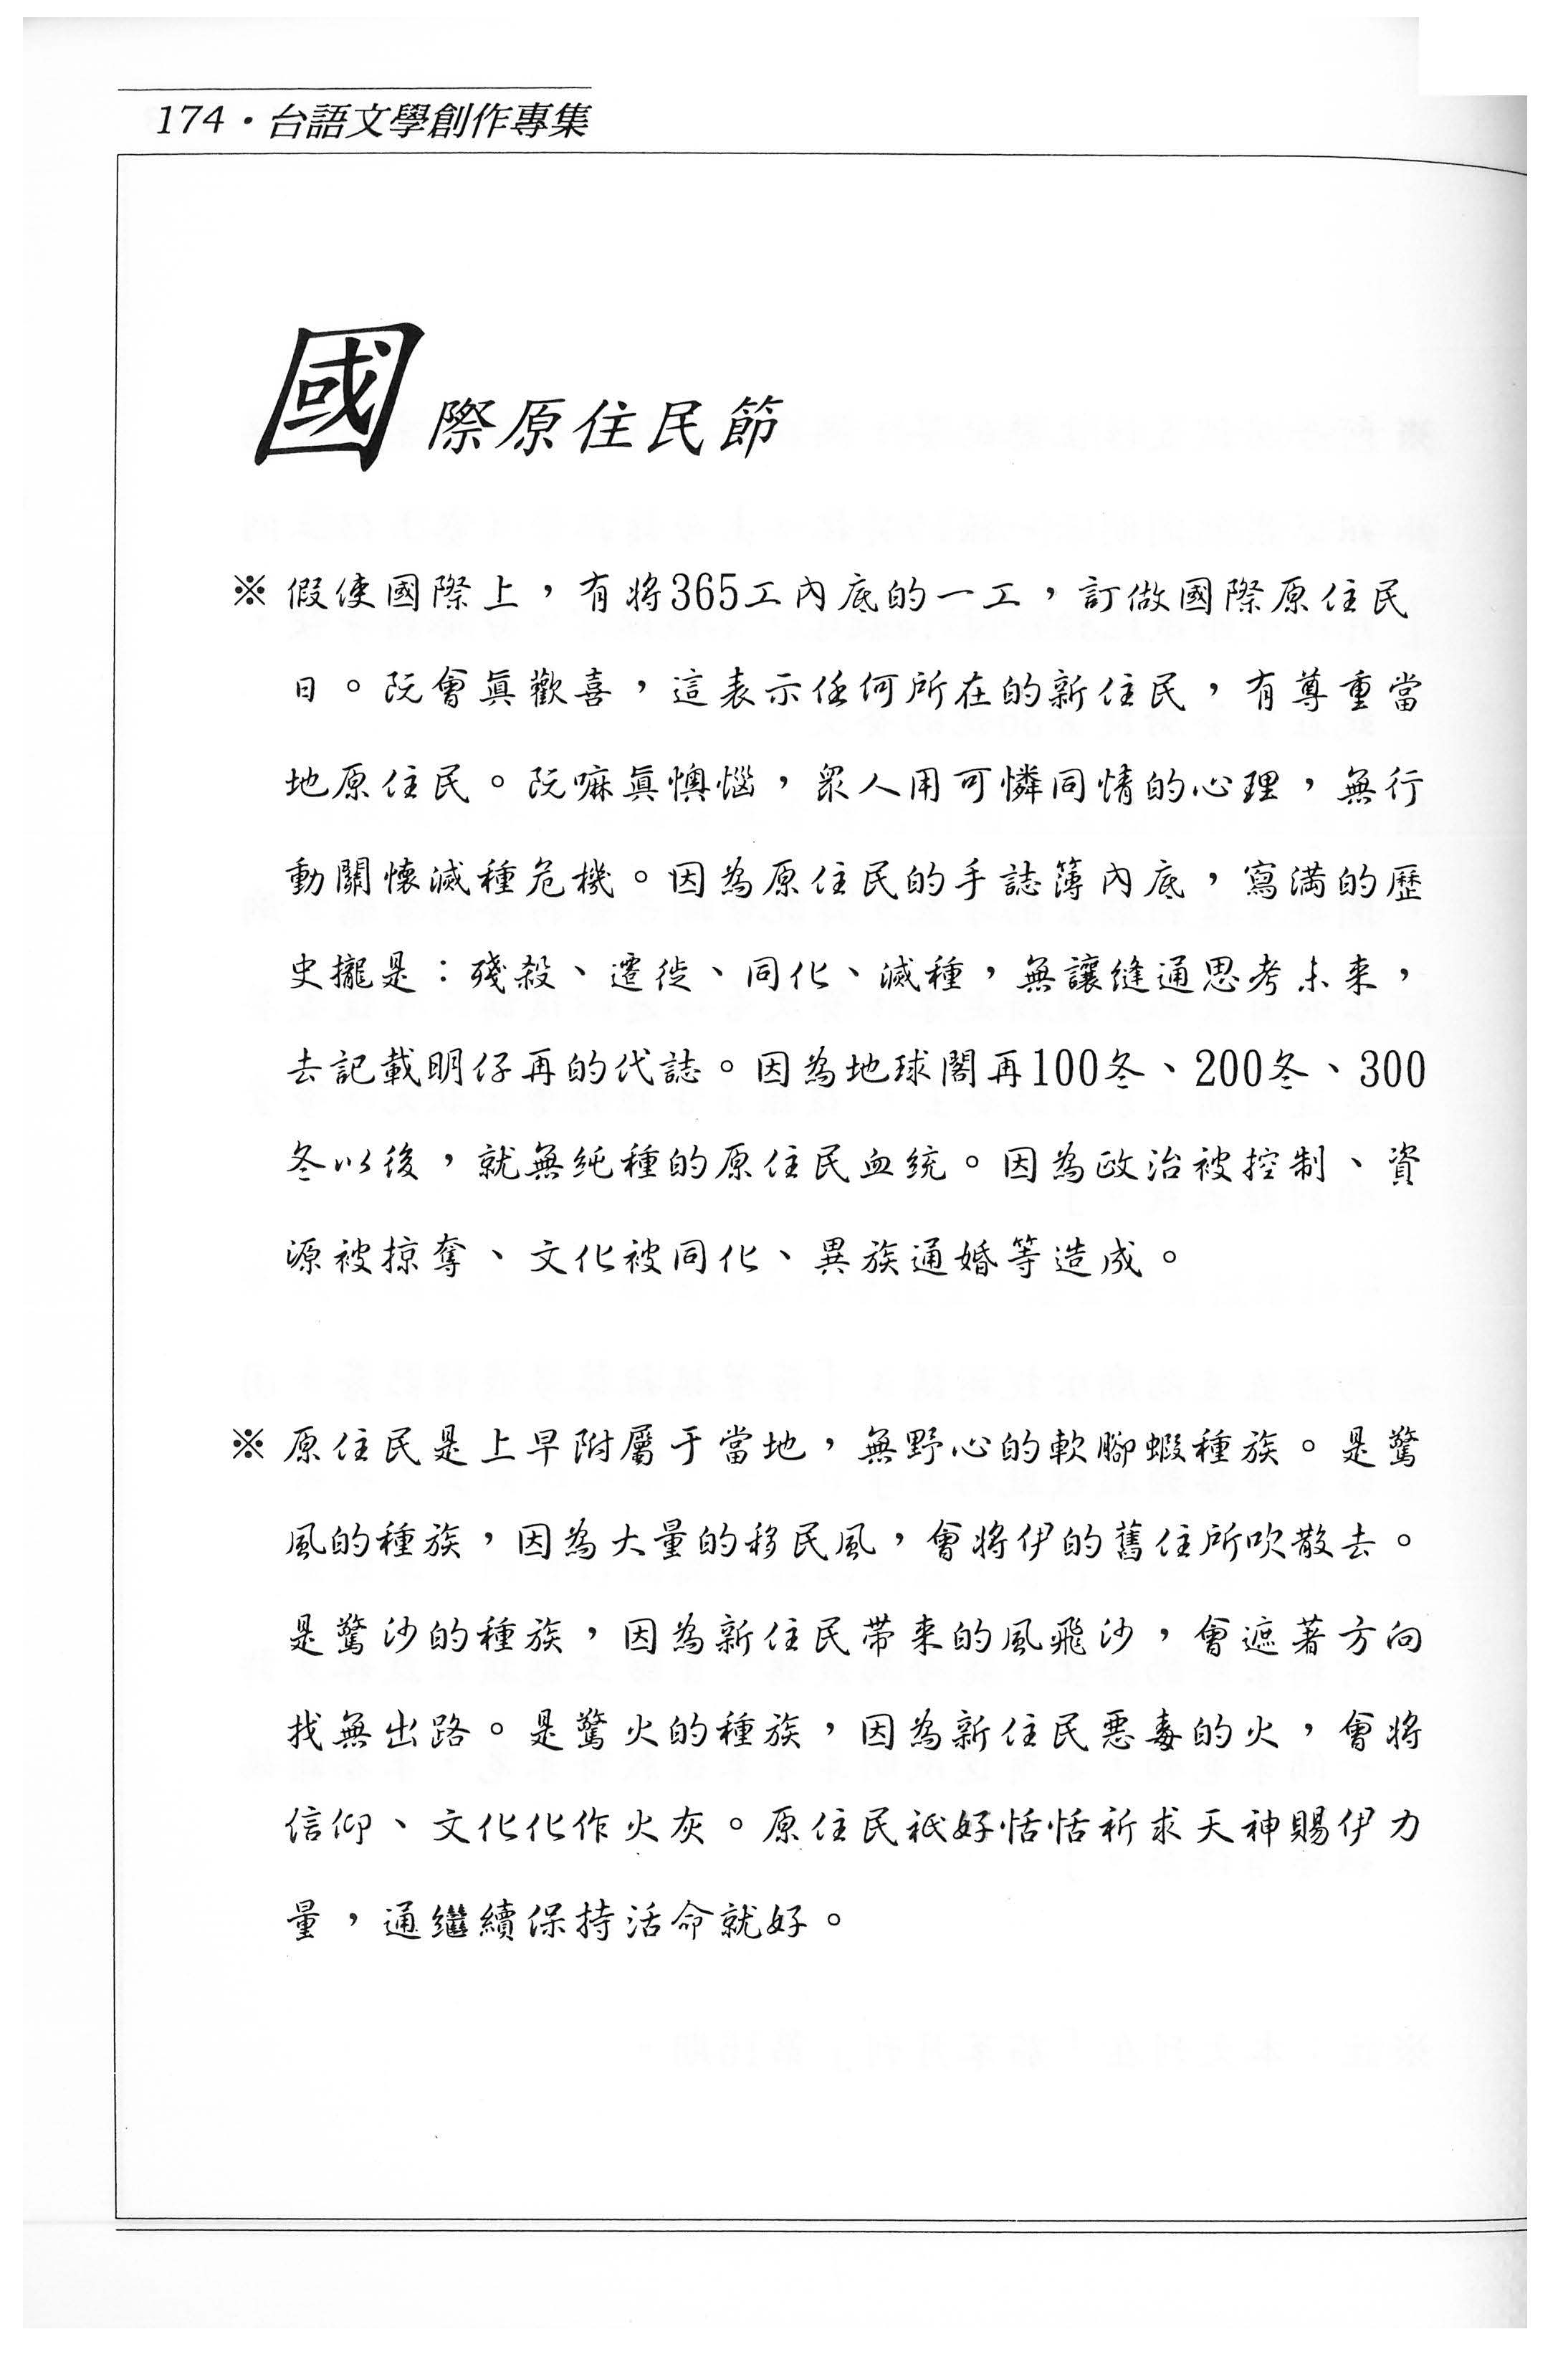 174・台語文學創作專集
國際原住民節
※假使國際上，有將365工內底的一工，訂做國際原住民
日。阮會眞歡喜，這表示任何所在的新住民，有尊重當
地原住民。阮嘛眞懊惱，眾人用可憐同情的心理，無行
動關懷滅種危機。因為原住民的手誌簿內底，寫滿的歷
史攏是：殘殺、遷徙、同化、滅種，無讓縫通思考未來，
去記載明仔再的代誌。因為地球閣再100冬、200冬、300
冬以後，就無純種的原住民血統。因為政治被控制、資
源被掠奪、文化被同化、異族通婚等造成。
※原住民是上早附屬于當地，無野心的軟腳蝦種族。是驚
風的種族，因為大量的移民風，會將伊的舊住所吹散去。
是驚沙的種族，因為新住民帶來的風飛沙，會遮著方向
找無出路。是驚火的種族，因為新住民惡毒的火，會將
信仰、文化化作火灰。原住民祇好恬恬祈求天神賜伊力
量，通繼續保持活命就好。